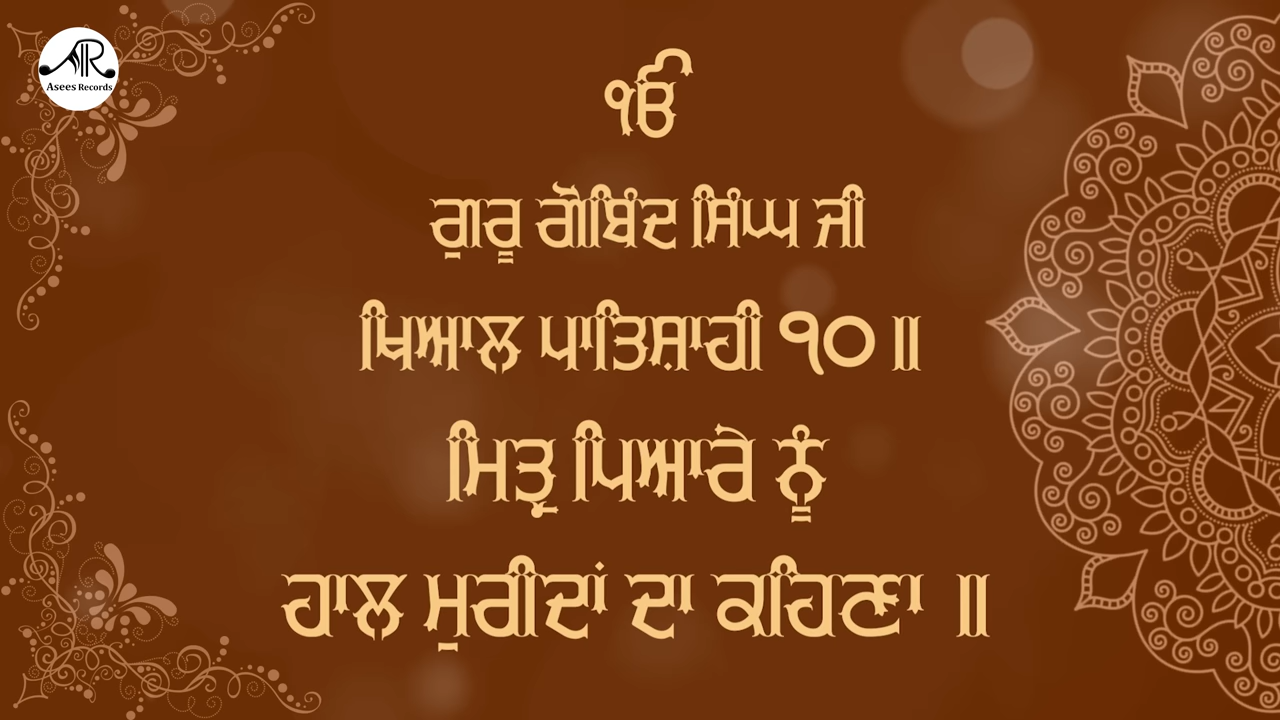 Asees Records
ੴ
ਗੁਰੂ ਗੋਬਿੰਦ ਸਿੰਘ ਜੀ
ਖਿਆਲ ਪਾਤਿਸ਼ਾਹੀ ੧੦ ॥
ਮਿਤ੍ਰ ਪਿਆਰੇ ਨੂੰ
ਹਾਲ ਮੁਰੀਦਾਂ ਦਾ ਕਹਿਣਾ ॥